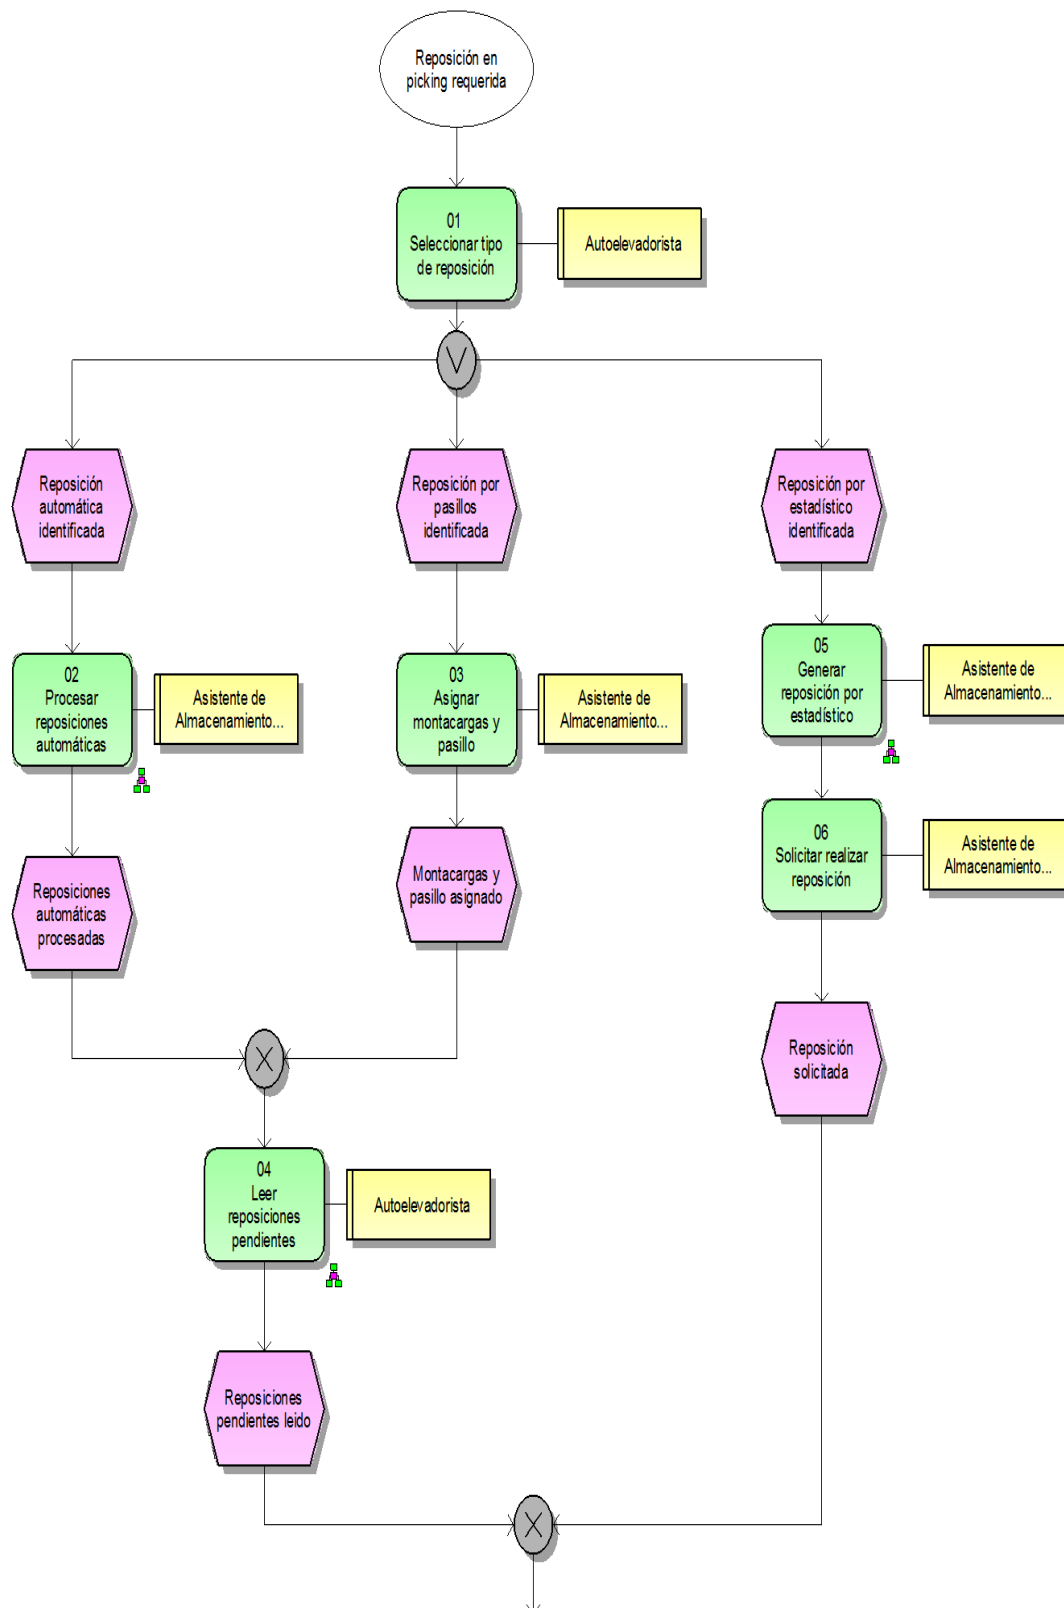 Reposición en
picking requerida
01
Seleccionar tipo
de reposición
Autoelevadorista
Reposición
automática
identificada
Reposición por
pasillos
identificada
Reposición por
estadístico
identificada
02
Procesar
reposiciones
automáticas
Asistente de
Almacenamiento...
03
Asignar
montacargas y
pasillo
Asistente de
Almacenamiento...
05
Generar
reposición por
estadístico
Asistente de
Almacenamiento...
06
Solicitar realizar
reposición
Asistente de
Almacenamiento...
Reposiciones
automáticas
procesadas
Montacargas y
pasillo asignado
Reposición
solicitada
04
Leer
reposiciones
pendientes
Autoelevadorista
Reposiciones
pendientes leido